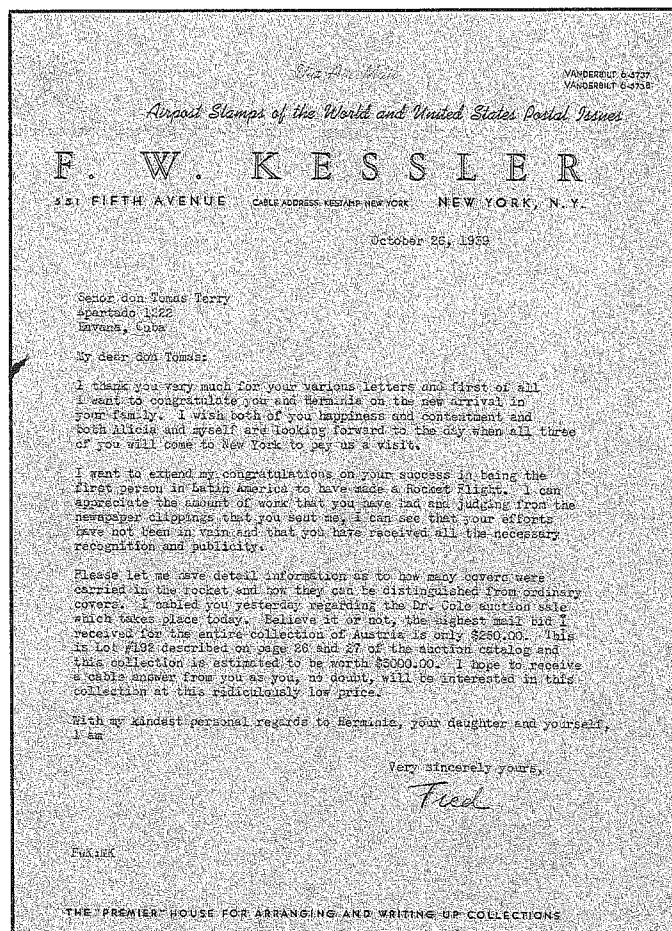 Via Air Mail
VANDERBILT 6-5737
VANDERBILT 6-5738
Airpost Stamps of the World and United States Postal Issues
F. W. KESSLER
551 FIFTH AVENUE CABLE ADDRESS: KESTAMP NEW YORK NEW YORK, N.Y.
October 26, 1939
Señor don Tomas Terry
Apartado 1222
Havana, Cuba
My dear don Tomas:
I thank you very much for your various letters and first of all
I want to congratulate you and Herminia on the new arrival in
your family. I wish both of you happiness and contentment and
both Alicia and myself are looking forward to the day when all three
of you will come to New York to pay us a visit.
I want to extend my congratulations on your success in being the
first person in Latin America to have made a Rocket Flight. I can
appreciate the amount of work that you have had and judging from the
newspaper clippings that you sent me, I can see that your efforts
have not been in vain and that you have received all the necessary
recognition and publicity.
Please let me have detail information as to how many covers were
carried in the rocket and how they can be distinguished from ordinary
covers. I cabled you yesterday regarding the Dr. Cole auction sale
which takes place today. Believe it or not, the highest mail bid I
received for the entire collection of Austria is only $250.00. This
is Lot #192 described on page 26 and 27 of the auction catalog and
this collection is estimated to be worth $3000.00. I hope to receive
a cable answer from you as you, no doubt, will be interested in this
collection at this ridiculously low price.
With my kindest personal regards to Herminia, your daughter and yourself,
I am
Very sincerely yours,
Fred
THE "PREMIER" HOUSE FOR ARRANGING AND WRITING UP COLLECTIONS